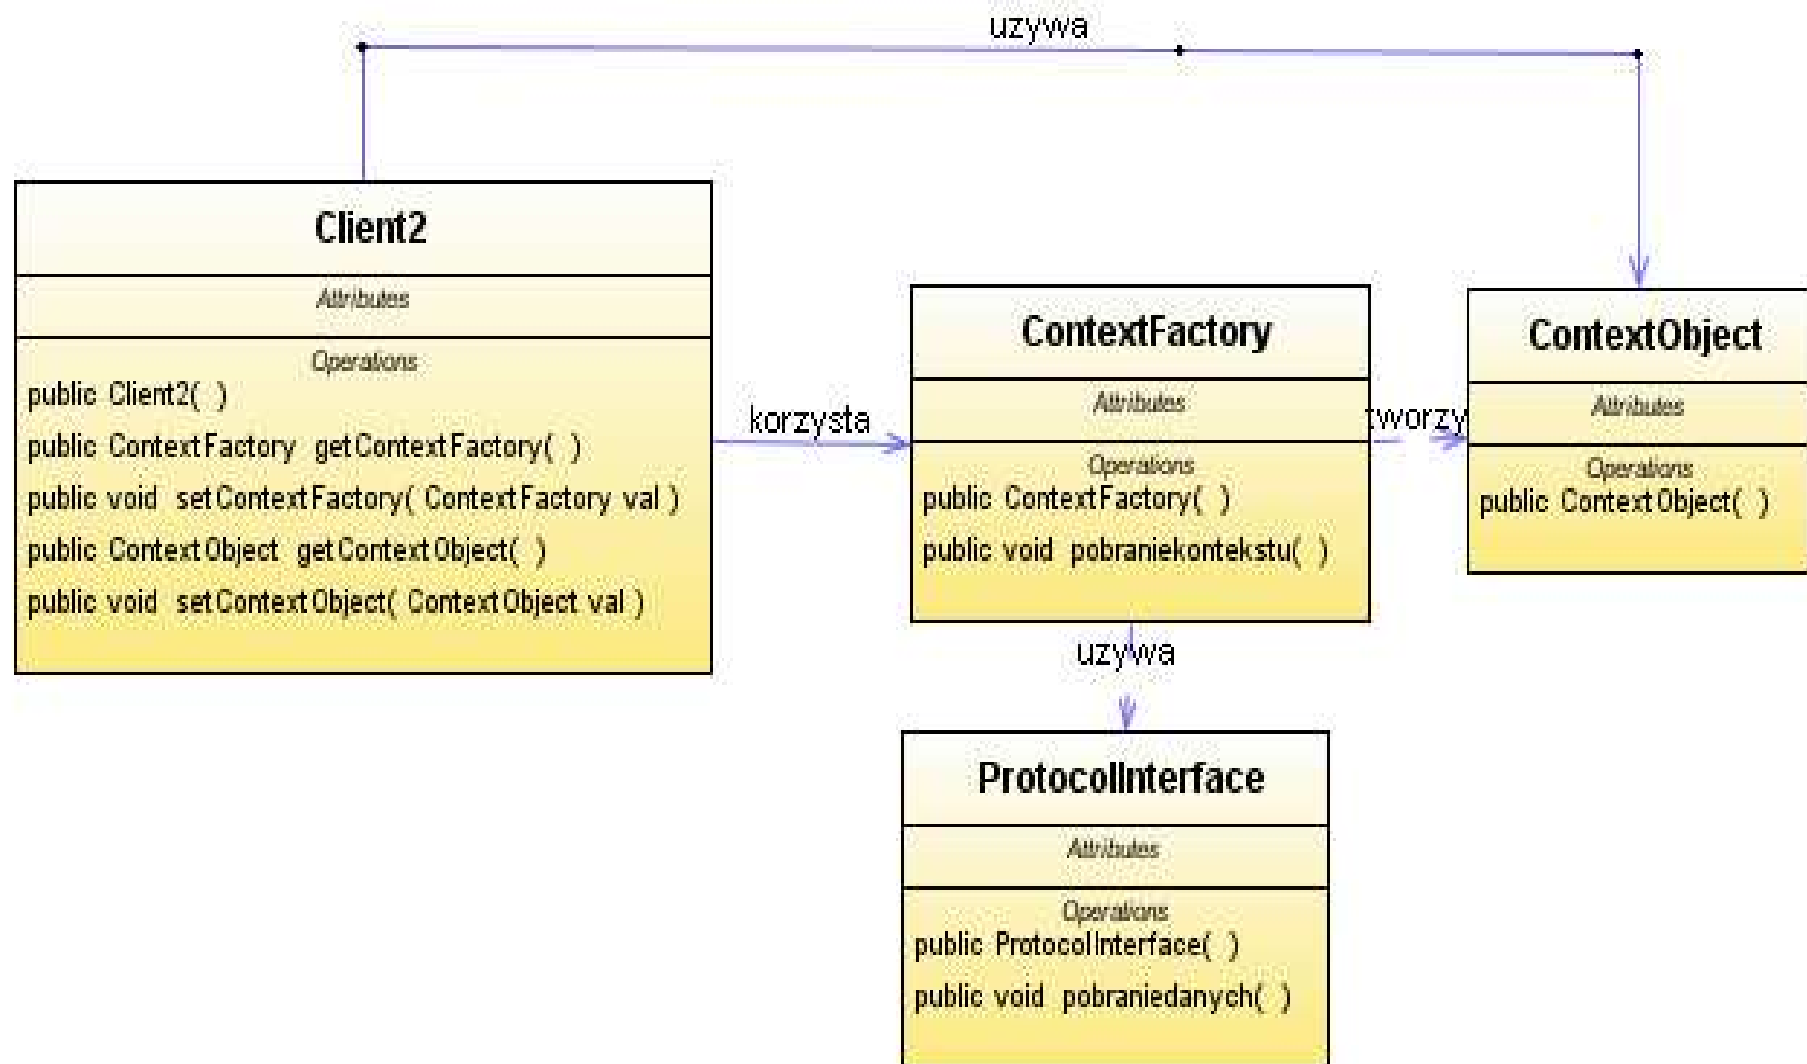 uzywa
Client2
Attributes
Operations
public Client2( )
public ContextFactory getContextFactory( )
public void setContextFactory( ContextFactory val )
public ContextObject getContextObject( )
public void setContextObject( ContextObject val )
korzysta
ContextFactory
Attributes
Operations
public ContextFactory( )
public void pobraniekontekstu( )
tworzy
ContextObject
Attributes
Operations
public ContextObject( )
uzywa
ProtocolInterface
Attributes
Operations
public ProtocolInterface( )
public void pobraniedanych( )